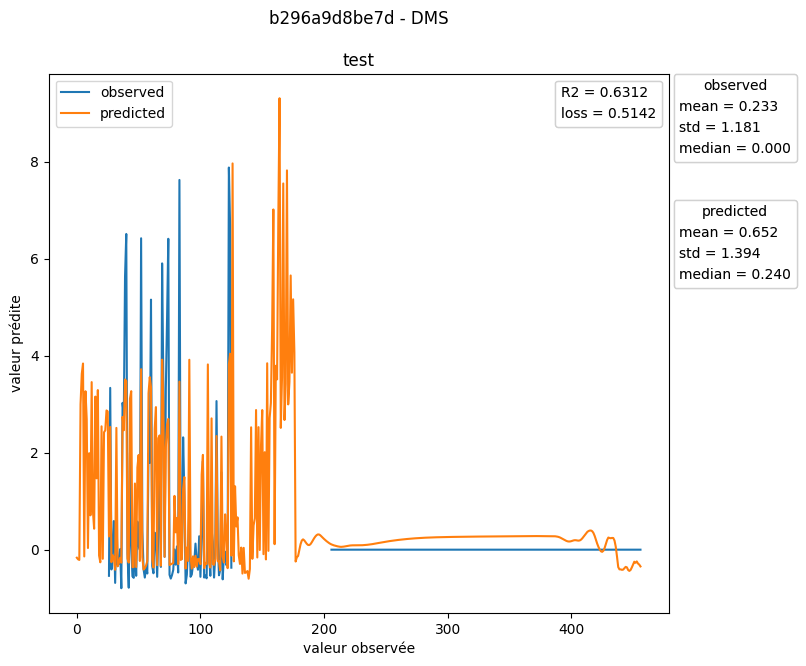 b296a9d8be7d - DMS
test
observed
predicted
R2 = 0.6312
loss = 0.5142
observed
mean = 0.233
std = 1.181
median = 0.000
predicted
mean = 0.652
std = 1.394
median = 0.240
valeur prédite
8
6
4
2
0
0 100 200 300 400
valeur observée